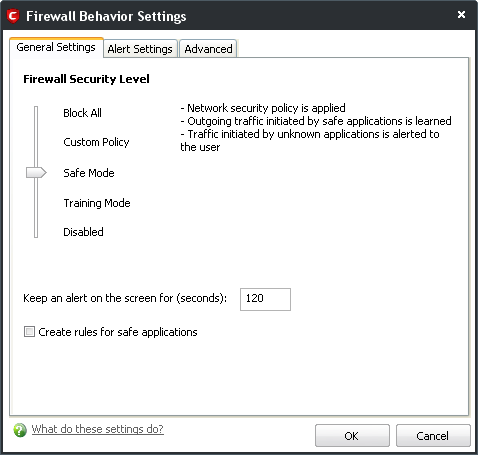 Firewall Behavior Settings
General Settings
Alert Settings
Advanced
Firewall Security Level
Block All
Custom Policy
Safe Mode
Training Mode
Disabled
- Network security policy is applied
- Outgoing traffic initiated by safe applications is learned
- Traffic initiated by unknown applications is alerted to
the user
Keep an alert on the screen for (seconds): 120
Create rules for safe applications
What do these settings do?
OK
Cancel